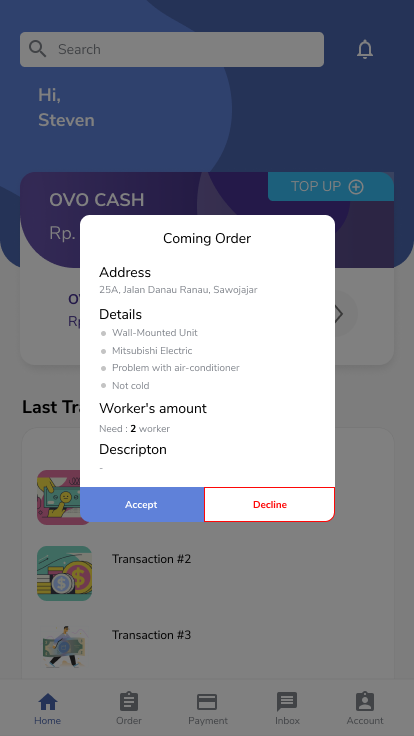 Search
Hi,
Steven
TOP UP
OVO CASH
Rp.
Coming Order
Address
25A, Jalan Danau Ranau, Sawojajar
Details
Wall-Mounted Unit
Mitsubishi Electric
Problem with air-conditioner
Not cold
Worker's amount
Need : 2 worker
Descripton
-
Accept
Decline
Last Tra
Transaction #2
Transaction #3
Home
Order
Payment
Inbox
Account